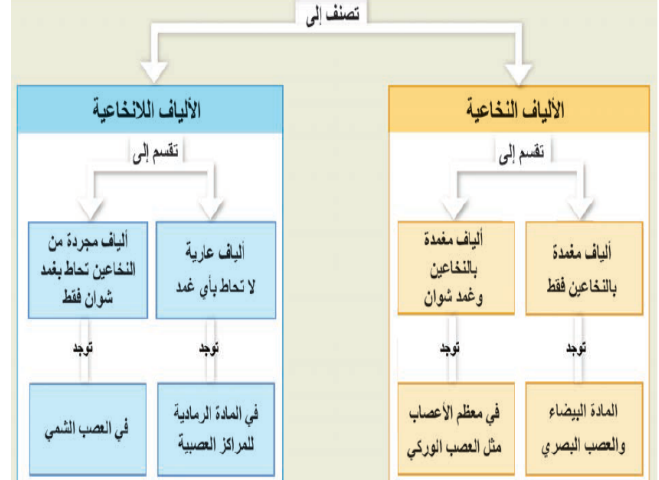 تصنف إلى
الألياف النخاعية
تقسم إلى
ألياف مغمدة
بالنخاعين فقط
توجد
المادة البيضاء
والعصب البصري
ألياف مغمدة
بالنخاعين
وغمد شوان
توجد
في معظم الأعصاب
مثل العصب الوركي
الألياف اللانخاعية
تقسم إلى
ألياف عارية
لا تحاط بأي غمد
توجد
في المادة الرمادية
للمراكز العصبية
ألياف مجردة من
النخاعين تحاط بغمد
شوان فقط
توجد
في العصب الشمي